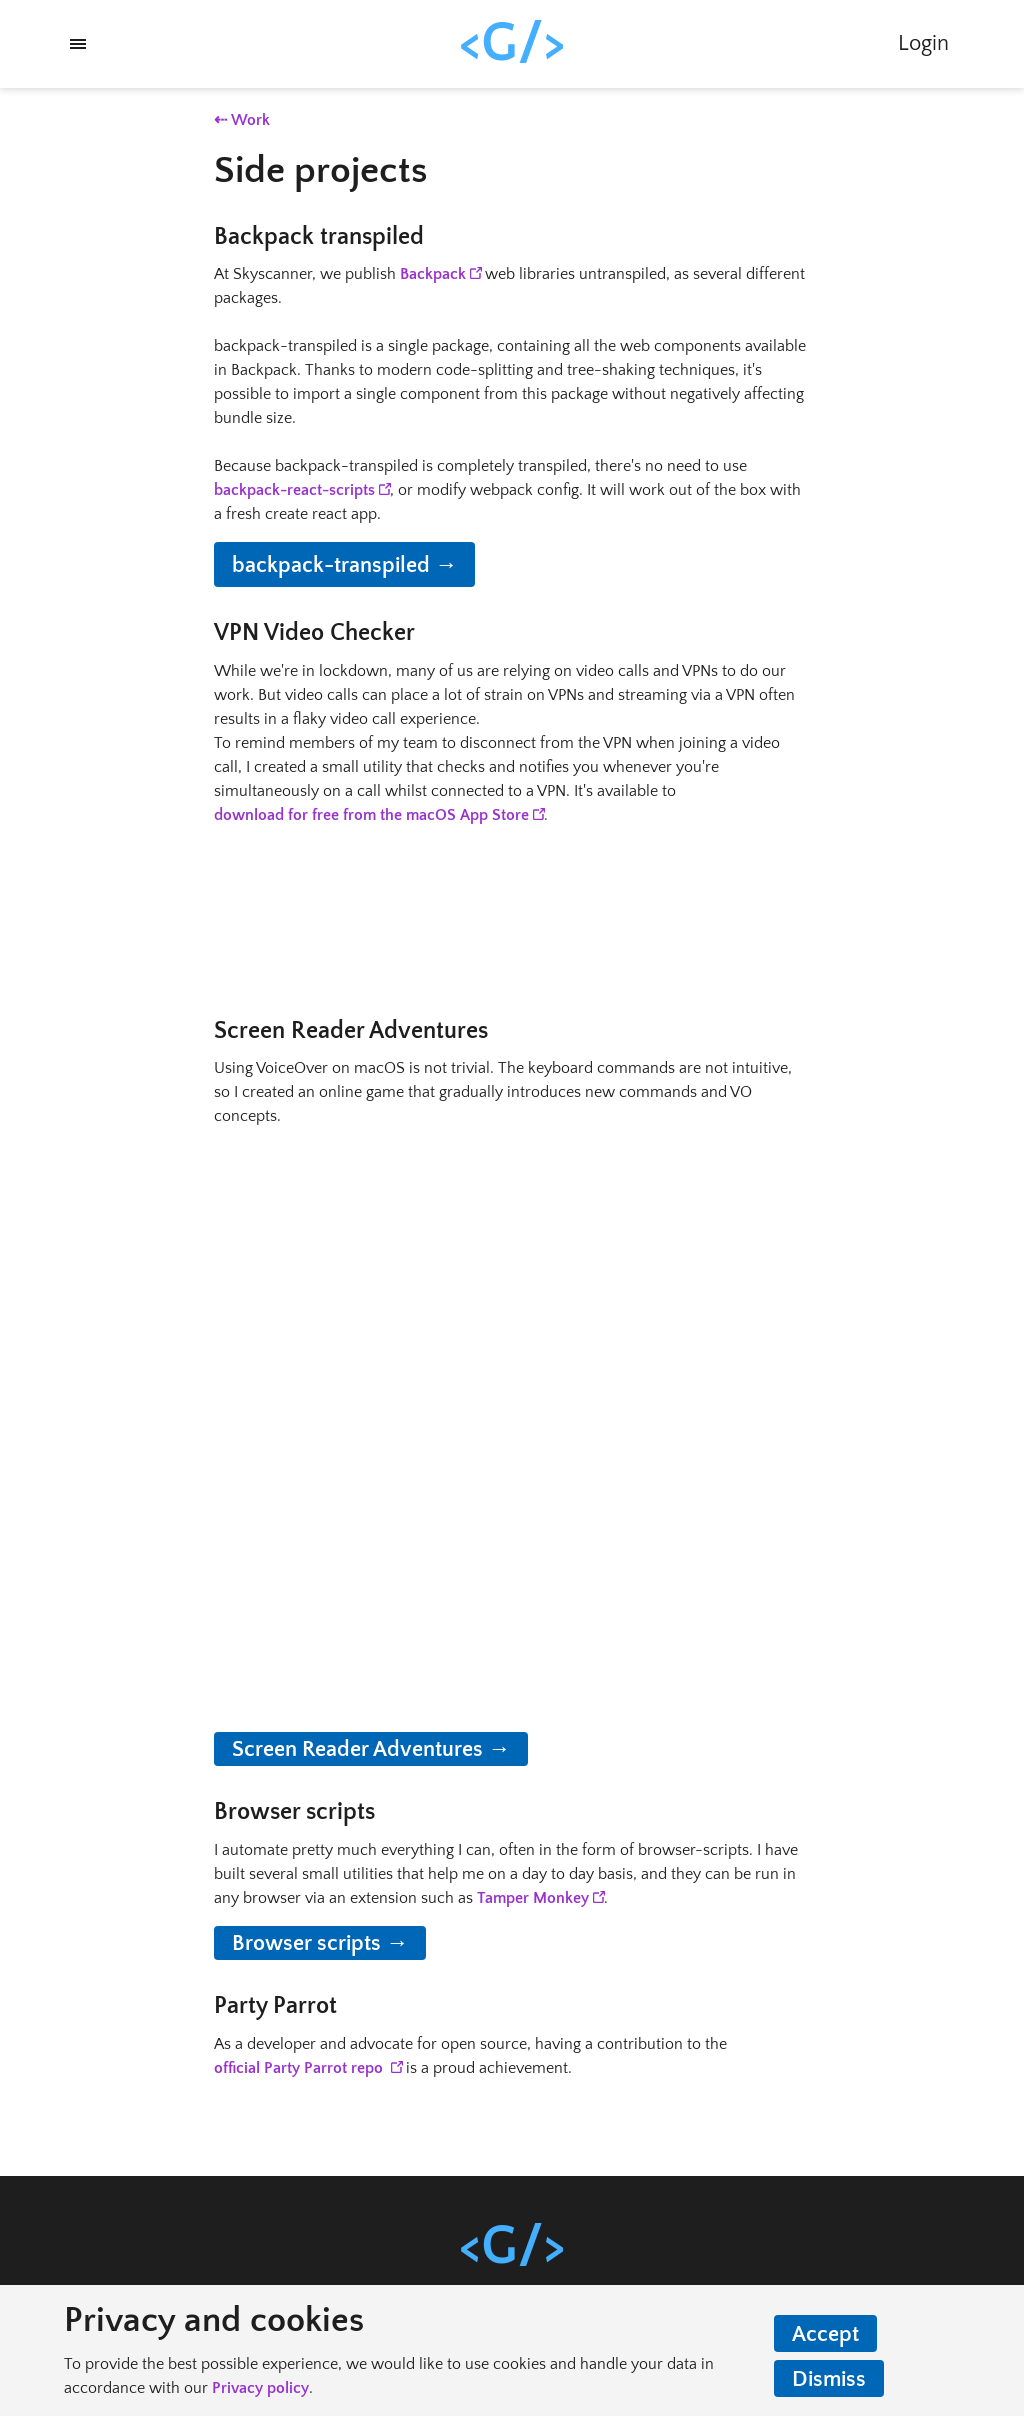 <G/>
Login
⇠ Work
Side projects
Backpack transpiled
At Skyscanner, we publish Backpack web libraries untranspiled, as several different
packages.
backpack-transpiled is a single package, containing all the web components available
in Backpack. Thanks to modern code-splitting and tree-shaking techniques, it's
possible to import a single component from this package without negatively affecting
bundle size.
Because backpack-transpiled is completely transpiled, there's no need to use
backpack-react-scripts, or modify webpack config. It will work out of the box with
a fresh create react app.
backpack-transpiled →
VPN Video Checker
While we're in lockdown, many of us are relying on video calls and VPNs to do our
work. But video calls can place a lot of strain on VPNs and streaming via a VPN often
results in a flaky video call experience.
To remind members of my team to disconnect from the VPN when joining a video
call, I created a small utility that checks and notifies you whenever you're
simultaneously on a call whilst connected to a VPN. It's available to
download for free from the macOS App Store.
Screen Reader Adventures
Using VoiceOver on macOS is not trivial. The keyboard commands are not intuitive,
so I created an online game that gradually introduces new commands and VO
concepts.
Screen Reader Adventures →
Browser scripts
I automate pretty much everything I can, often in the form of browser-scripts. I have
built several small utilities that help me on a day to day basis, and they can be run in
any browser via an extension such as Tamper Monkey.
Browser scripts →
Party Parrot
As a developer and advocate for open source, having a contribution to the
official Party Parrot repo is a proud achievement.
<G/>
Privacy and cookies
To provide the best possible experience, we would like to use cookies and handle your data in
accordance with our Privacy policy.
Accept
Dismiss